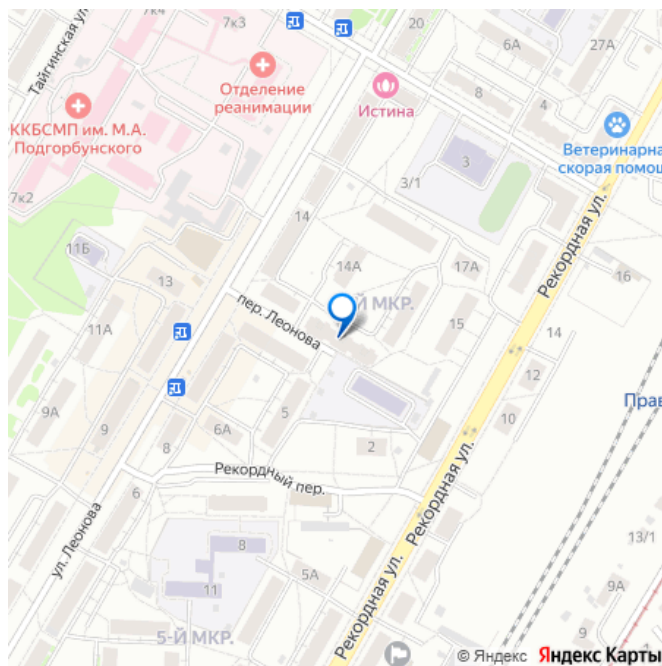 Тайгинская ул.
7к4
7к3
20
6А
27А
Отделение
реанимации
8
4
Истина
ККБСМП им. М.А.
Подгорбунского
Ветеринарна
скорая помощ
3
3/1
7к2
14
11Б
14А
17А
Рекордная ул.
13
Й МКР.
16
пер. Леонова
11А
15
14
12
Прав
9А
9
5
10
6А
8
2
Рекордный пер.
6
Рекордная ул.
ул. Леонова
8
13/1
11
5А
9А
5-Й МКР.
Рекордная ул.
9
© Яндекс Яндекс Карты